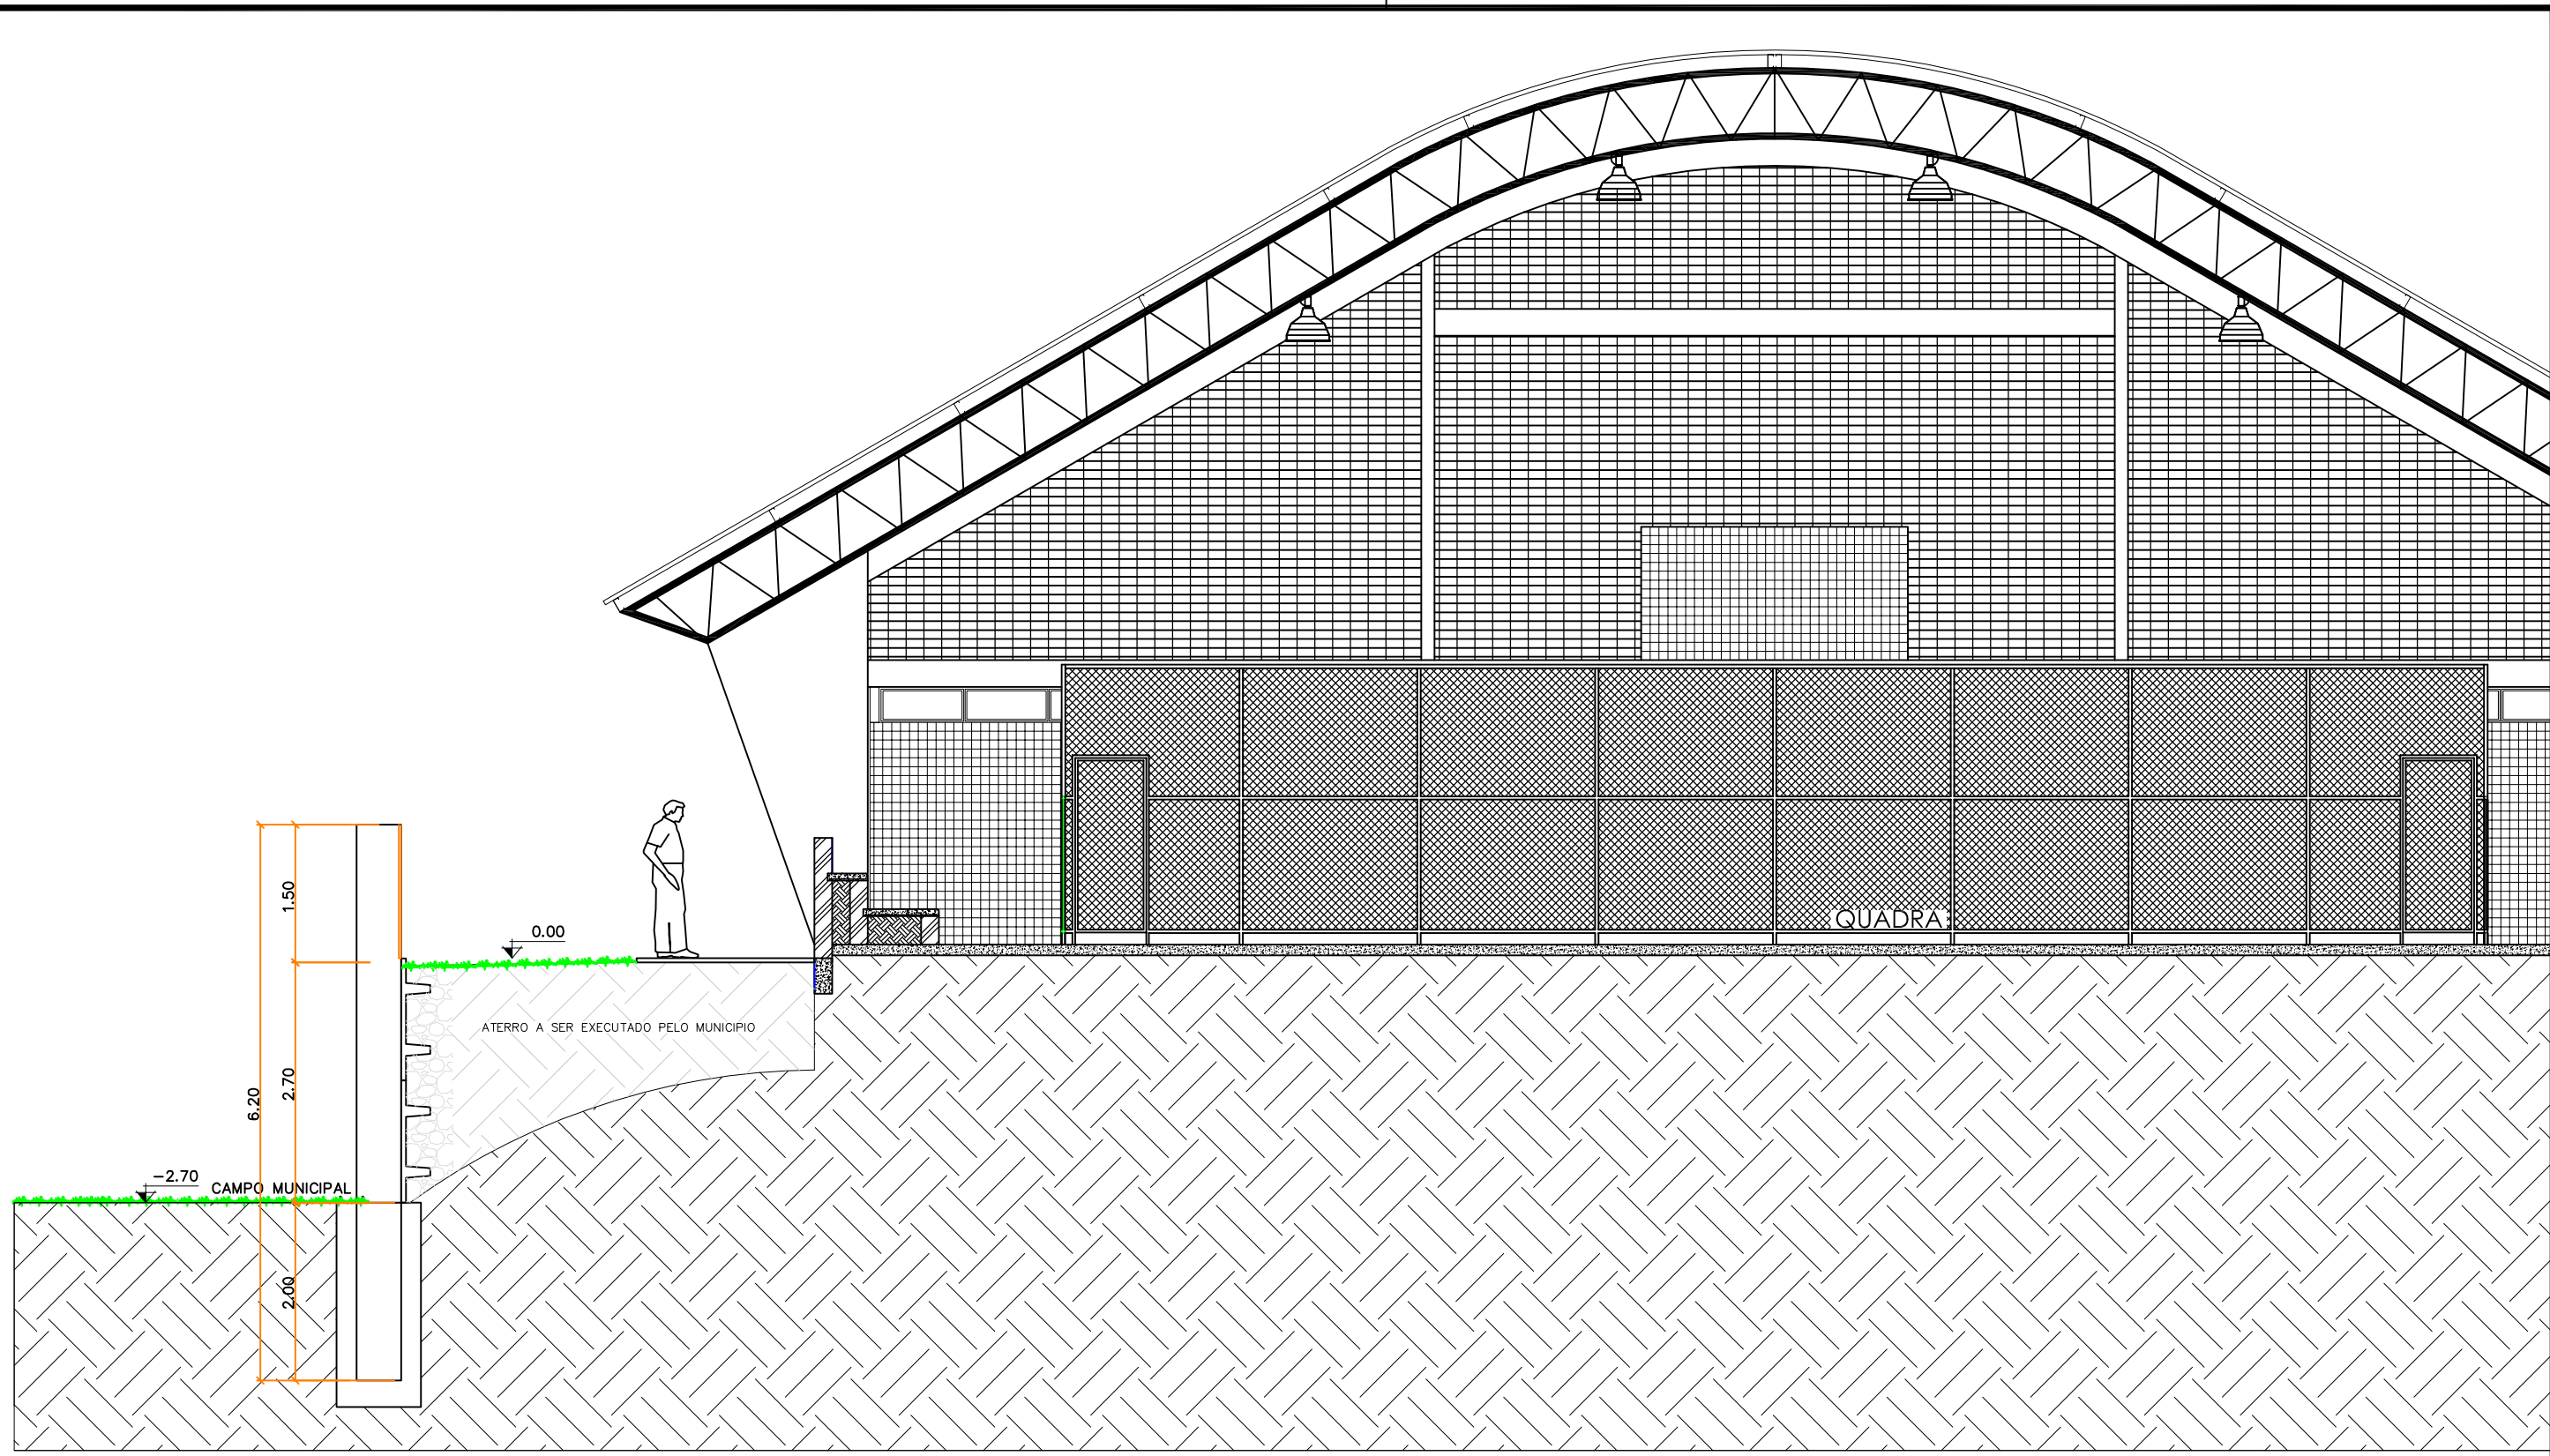 1.50
QUADRA
0.00
ATERRO A SER EXECUTADO PELO MUNICIPIO
2.70
6.20
-2.70
CAMPO MUNICIPAL
2.00